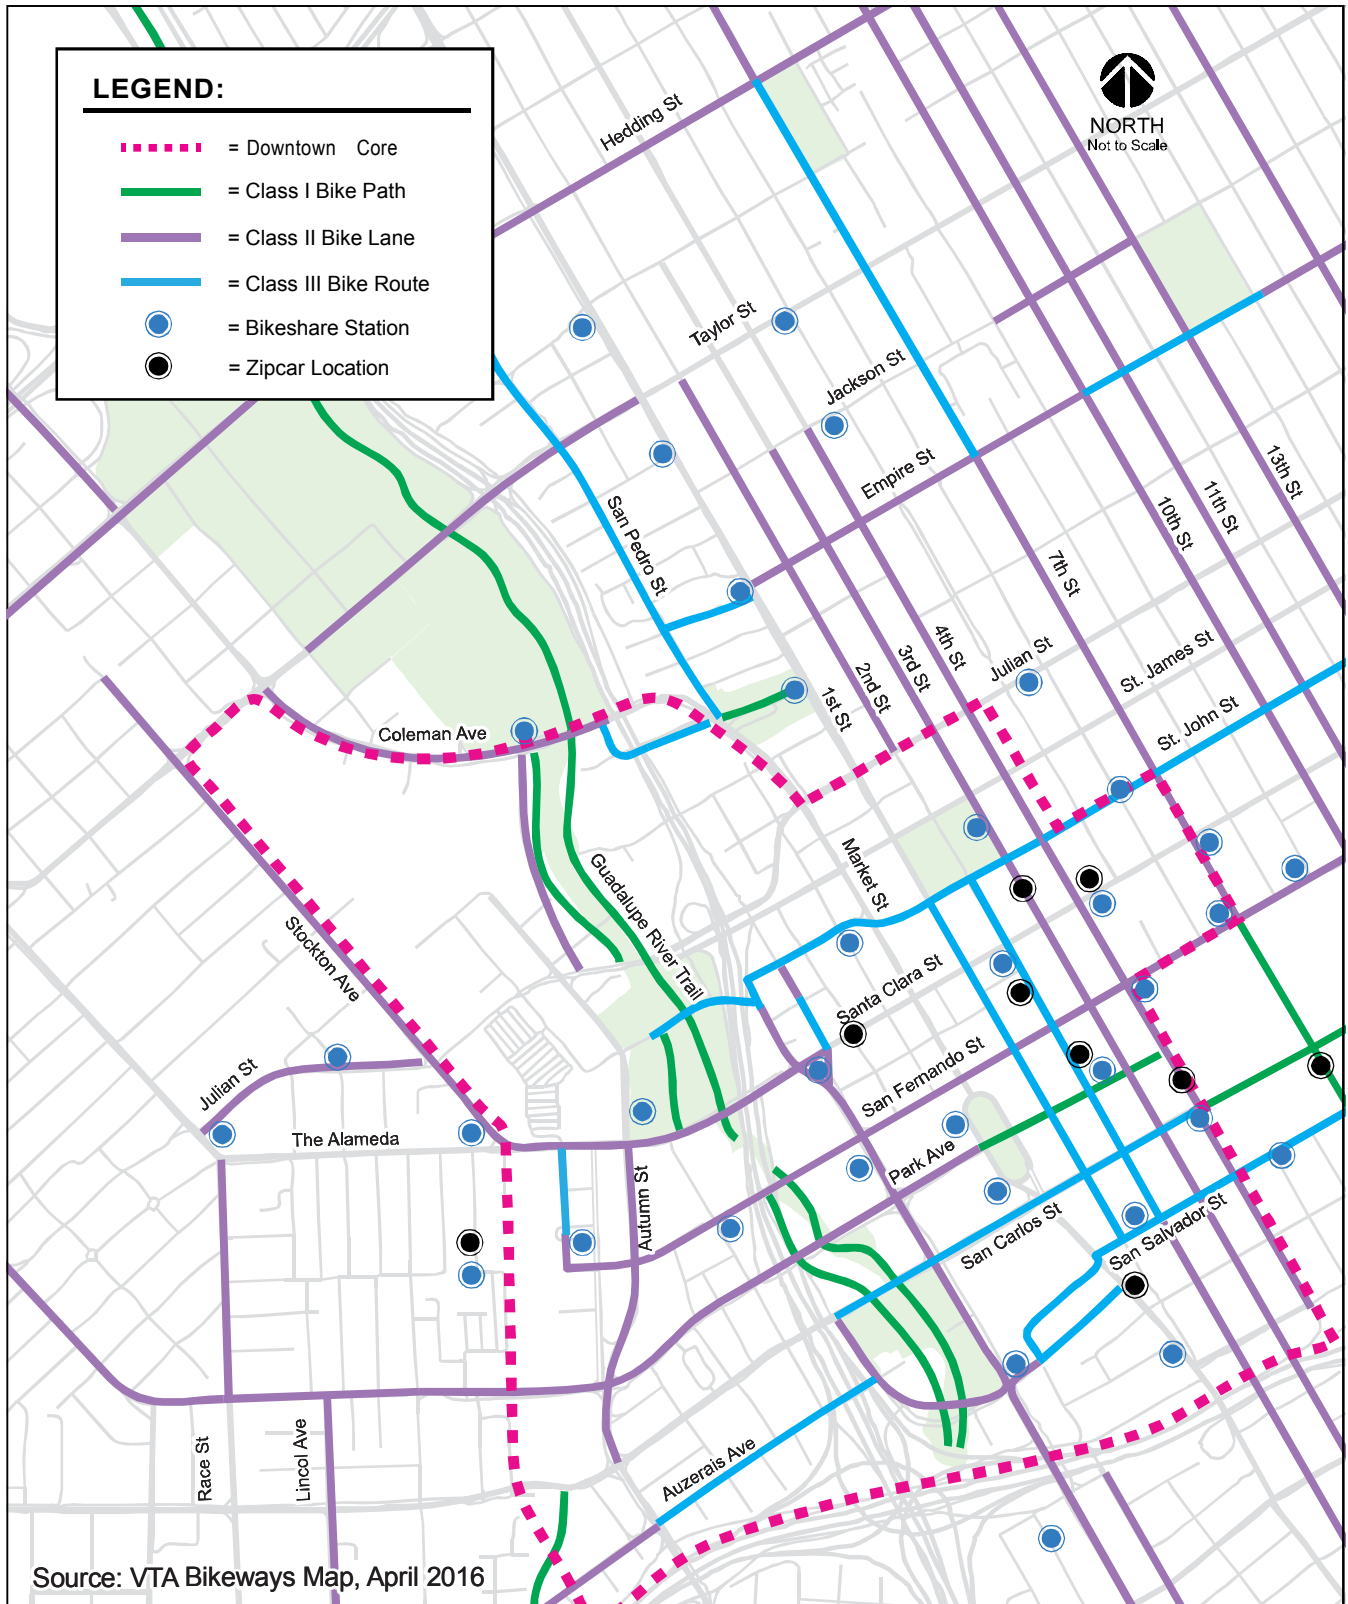 LEGEND:
= Downtown Core
= Class I Bike Path
= Class II Bike Lane
= Class III Bike Route
= Bikeshare Station
= Zipcar Location
NORTH
Not to Scale
Hedding St
Taylor St
Jackson St
Empire St
San Pedro St
13th St
11th St
10th St
7th St
4th St
3rd St
2nd St
1st St
Julian St
St. James St
St. John St
Coleman Ave
Market St
Guadalupe River Trail
Stockton Ave
Santa Clara St
San Fernando St
Julian St
The Alameda
Park Ave
Autumn St
San Carlos St
San Salvador St
Race St
Lincol Ave
Auzerais Ave
Source: VTA Bikeways Map, April 2016